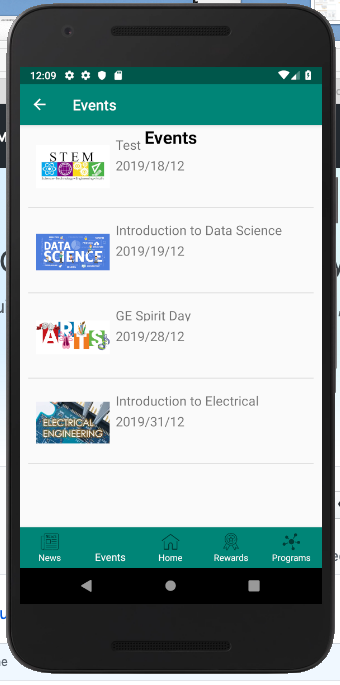 12:09
Events
Events
Test
2019/18/12
STEM
Introduction to Data Science
2019/19/12
DATA
SCIENCE
GE Spirit Day
2019/28/12
ARTS
Introduction to Electrical
2019/31/12
ELECTRICAL
ENGINEERING
News Events Home Rewards Programs